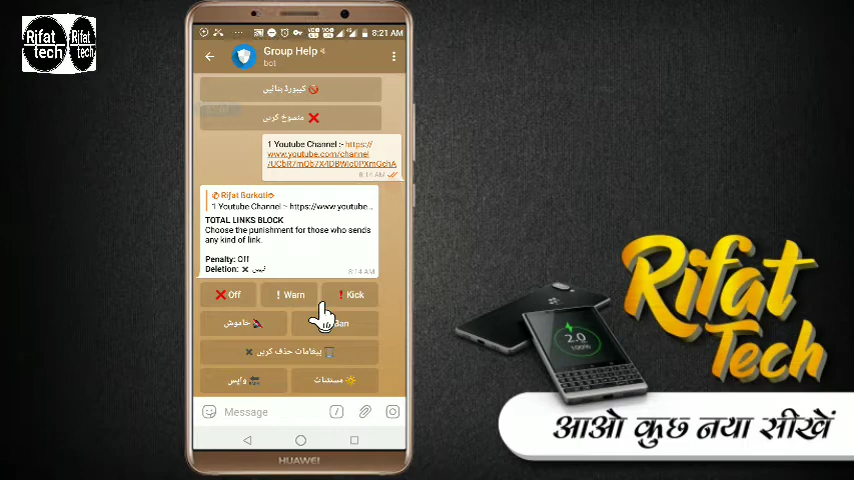 Rifat
tech
Rifat
tech
8:21 AM
Group Help
bot
کیبورڈ بنائیں
منسوخ کریں
1 Youtube Channel :- https://
www.youtube.com/channel
8:14 AM
Rifat Barkati
1 Youtube Channel :- https://www.youtube...
TOTAL LINKS BLOCK
Choose the punishment for those who sends
any kind of link.
Penalty: Off
Deletion: ✖ نہیں
8:14 AM
❌ Off
❗ Warn
❗ Kick
خاموش
Ban
پیغامات حذف کریں
واپس
مستثنیات
Message
HUAWEI
2.0
100%
Rifat
Tech
आओ कुछ नया सीखें